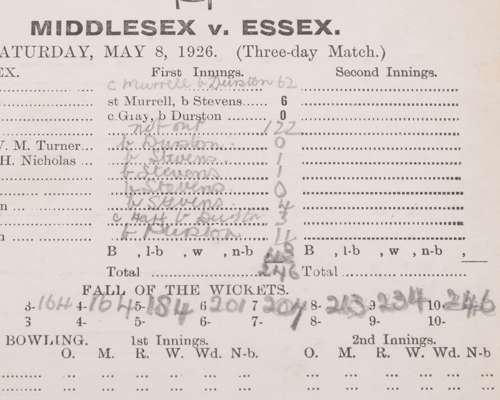 MIDDLESEX v. ESSEX.
SATURDAY, MAY 8, 1926. (Three-day Match.)
EX. First Innings. Second Innings.
c Murrell b Durston 62
st Murrell, b Stevens 6
c Gray, b Durston 0
not out 122
V. M. Turner... b Durston 0
H. Nicholas ... b Stevens 1
b Stevens 1
b Stevens 0
n b Stevens 4
c Hart b Durston 3
n b Durston 11
B , l-b , w , n-b , B , l-b , w , n-b ,
Total 246 Total
FALL OF THE WICKETS.
3- 164 4- 164 5- 184 6 201 7 204 8- 213 9- 234 10- 246
3 4- 5- 6- 7- 8- 9- 10-
BOWLING. 1st Innings. 2nd Innings.
O. M. R. W. Wd. N-b. O. M. R. W. Wd. N-b.